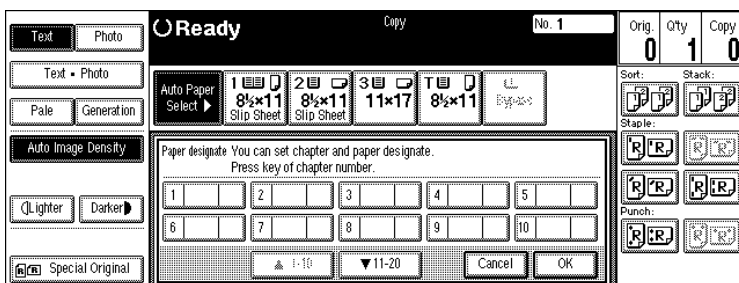 Text Photo
Text • Photo
Pale Generation
Auto Image Density
Lighter Darker
Special Original
Ready Copy No. 1
Auto Paper Select ▶
1 8½×11 Slip Sheet
2 8½×11 Slip Sheet
3 11×17
T 8½×11
Bypass
Paper designate You can set chapter and paper designate.
Press key of chapter number.
1 2 3 4 5
6 7 8 9 10
▲ 1-10 ▼11-20 Cancel OK
Orig. Q'ty Copy
0 1 0
Sort: Stack:
Staple:
Punch: